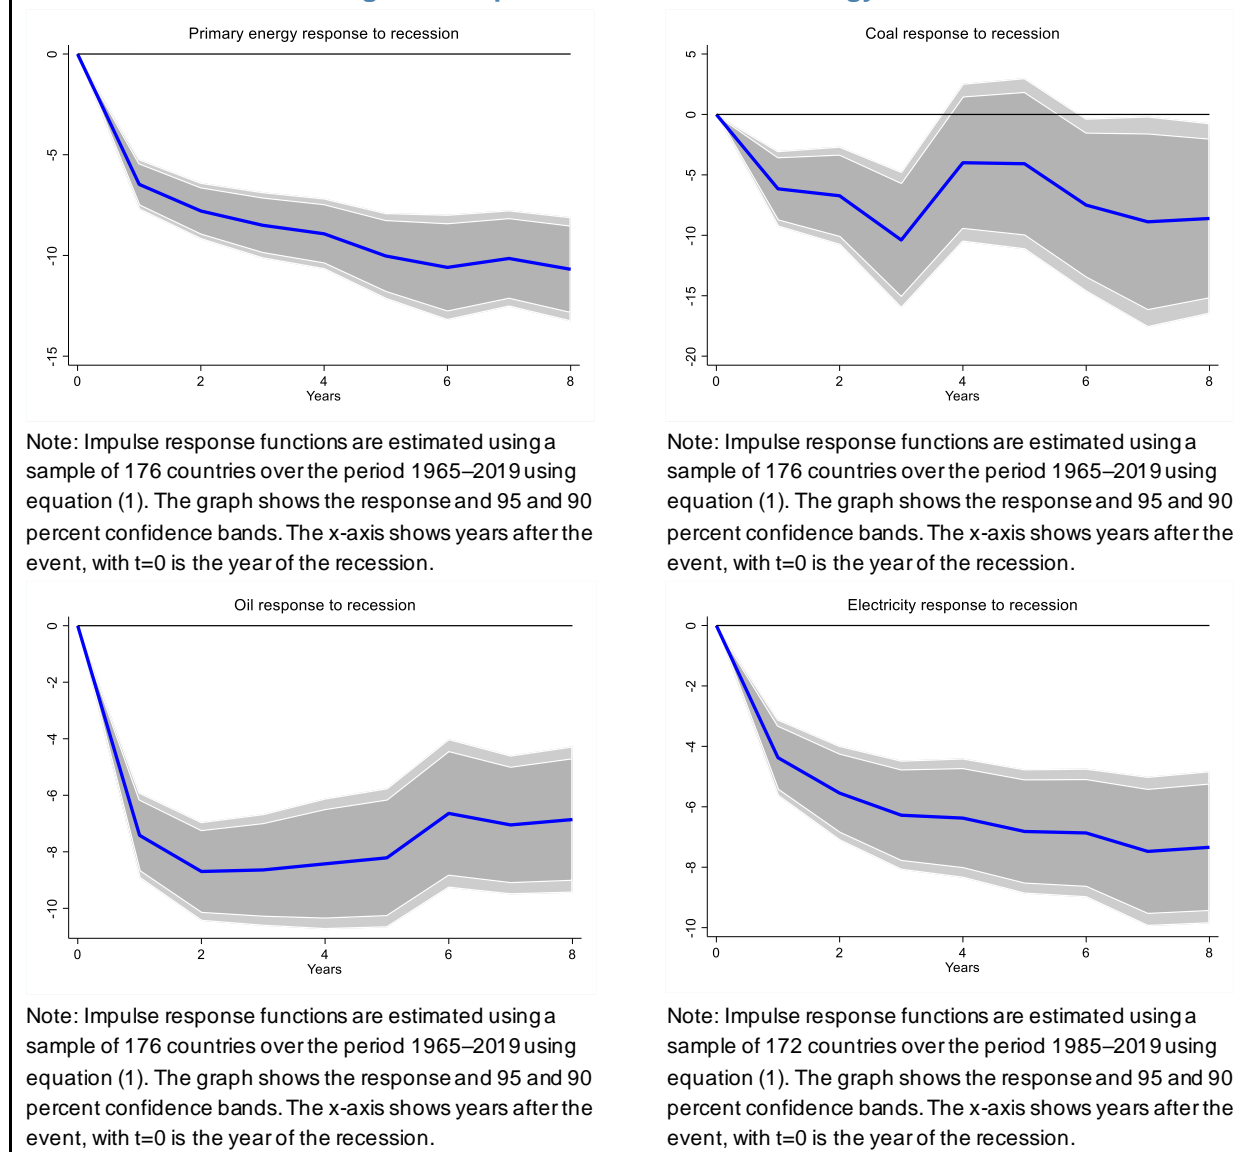 Primary energy response to recession
0
-5
-10
-15
0 2 4 6 8
Years
Coal response to recession
5
0
-5
-10
-15
-20
0 2 4 6 8
Years
Note: Impulse response functions are estimated using a
sample of 176 countries over the period 1965–2019 using
equation (1). The graph shows the response and 95 and 90
percent confidence bands. The x-axis shows years after the
event, with t=0 is the year of the recession.
Note: Impulse response functions are estimated using a
sample of 176 countries over the period 1965–2019 using
equation (1). The graph shows the response and 95 and 90
percent confidence bands. The x-axis shows years after the
event, with t=0 is the year of the recession.
Oil response to recession
0
-2
-4
-6
-8
-10
0 2 4 6 8
Years
Electricity response to recession
0
-2
-4
-6
-8
-10
0 2 4 6 8
Years
Note: Impulse response functions are estimated using a
sample of 176 countries over the period 1965–2019 using
equation (1). The graph shows the response and 95 and 90
percent confidence bands. The x-axis shows years after the
event, with t=0 is the year of the recession.
Note: Impulse response functions are estimated using a
sample of 172 countries over the period 1985–2019 using
equation (1). The graph shows the response and 95 and 90
percent confidence bands. The x-axis shows years after the
event, with t=0 is the year of the recession.